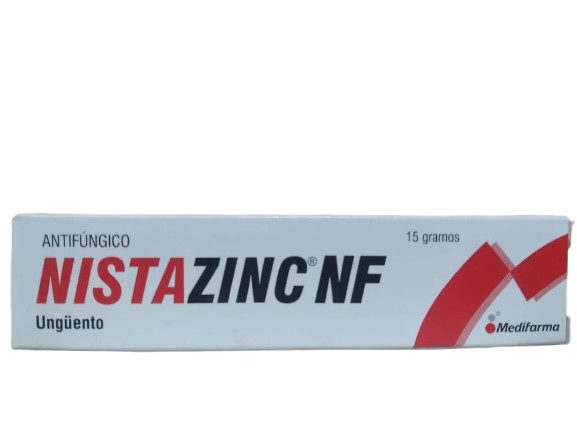 ANTIFÚNGICO
15 gramos
NISTAZINC® NF
Ungüento
Medifarma